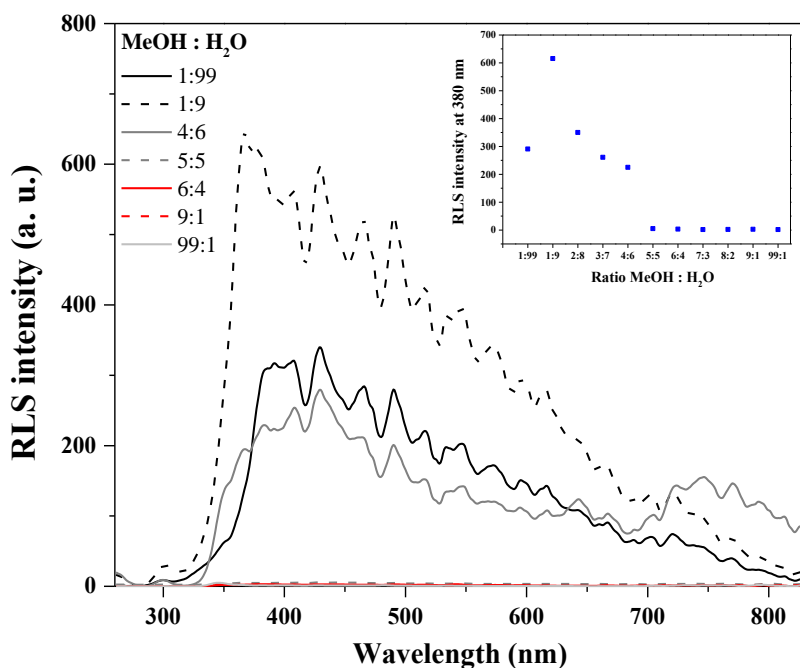 800
600
400
200
0
RLS intensity (a. u.)
300 400 500 600 700 800
Wavelength (nm)
MeOH : H₂O
1:99
1:9
4:6
5:5
6:4
9:1
99:1
700
600
500
400
300
200
100
0
RLS intensity at 380 nm
1:99 1:9 2:8 3:7 4:6 5:5 6:4 7:3 8:2 9:1 99:1
Ratio MeOH : H₂O